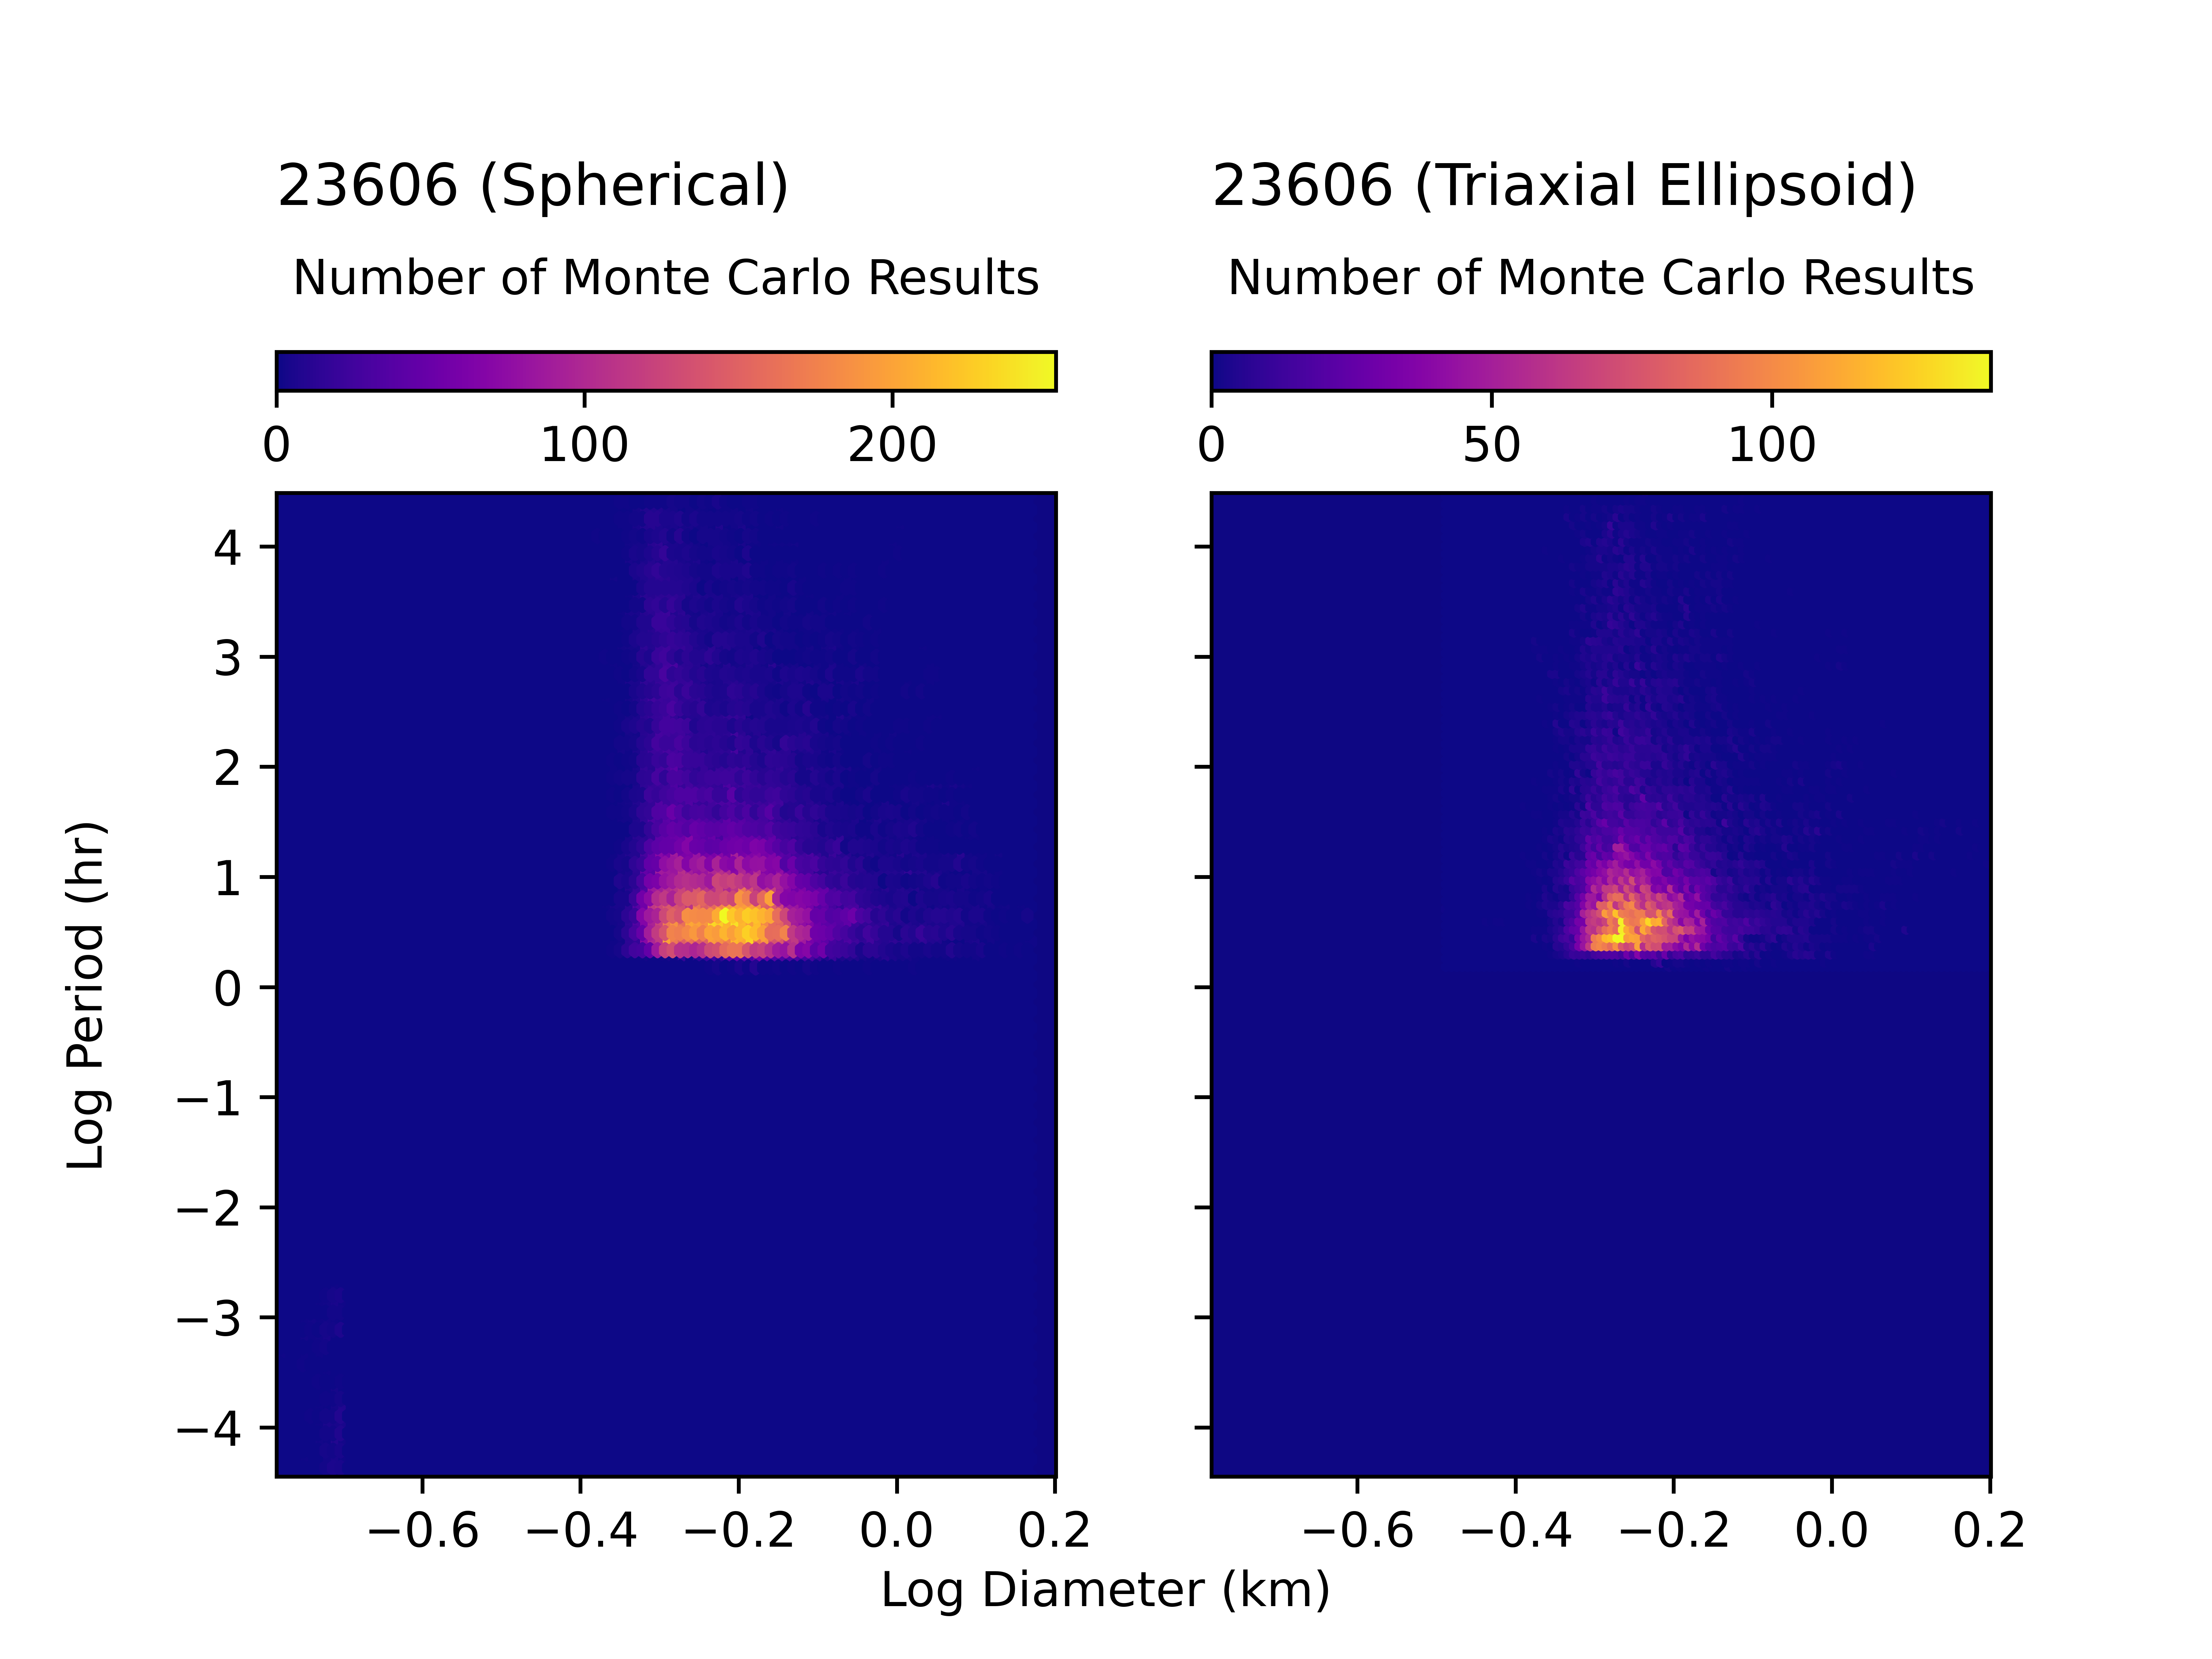 23606 (Spherical)
Number of Monte Carlo Results
0 100 200
23606 (Triaxial Ellipsoid)
Number of Monte Carlo Results
0 50 100
Log Period (hr)
4
3
2
1
0
−1
−2
−3
−4
−0.6 −0.4 −0.2 0.0 0.2
−0.6 −0.4 −0.2 0.0 0.2
Log Diameter (km)